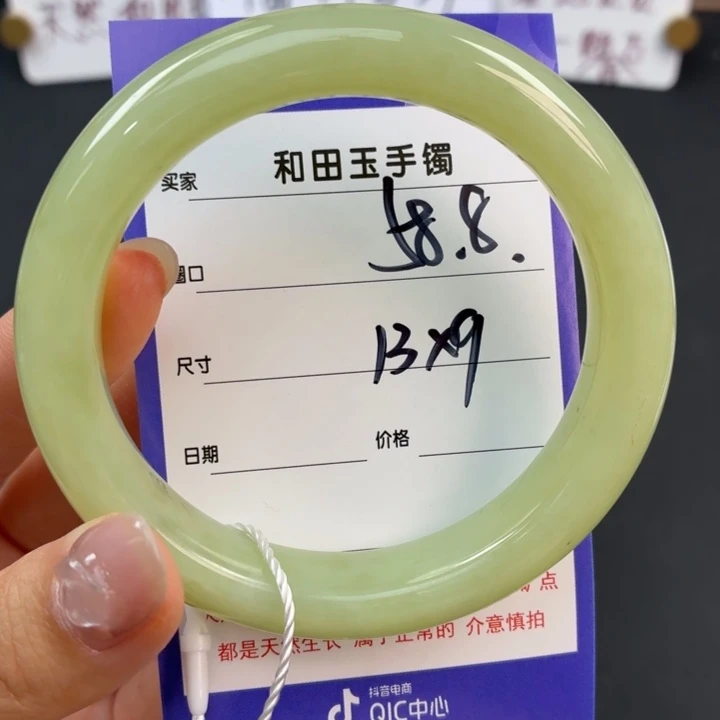 和田玉手镯
买家
58.8.
圈口
尺寸 13×9
日期 价格
点
都是天然生长 属于正常的 介意慎拍
抖音电商
QIC中心